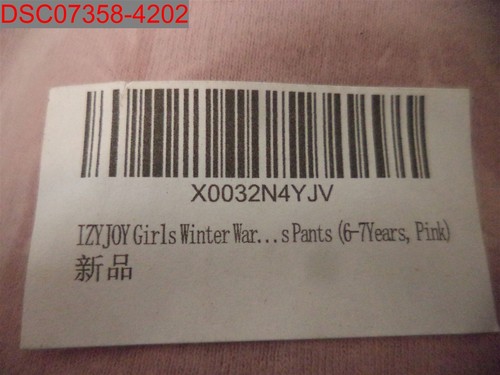 DSC07358-4202
X0032N4YJV
IZYJOY Girls Winter War...s Pants (6-7Years, Pink)
新品